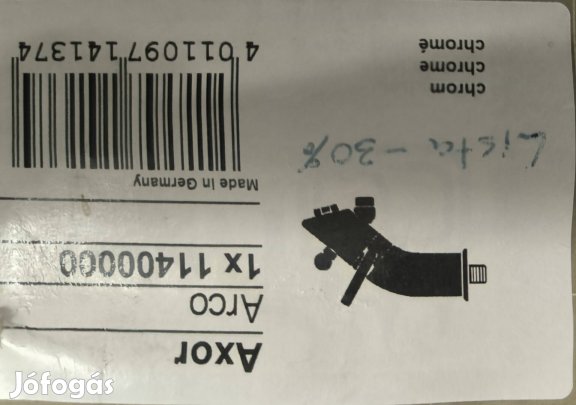 Axor
Arco
1x 11400000
Made in Germany
4 011097 141374
Lista - 30%
chrom
chrome
chromé
Jófogás